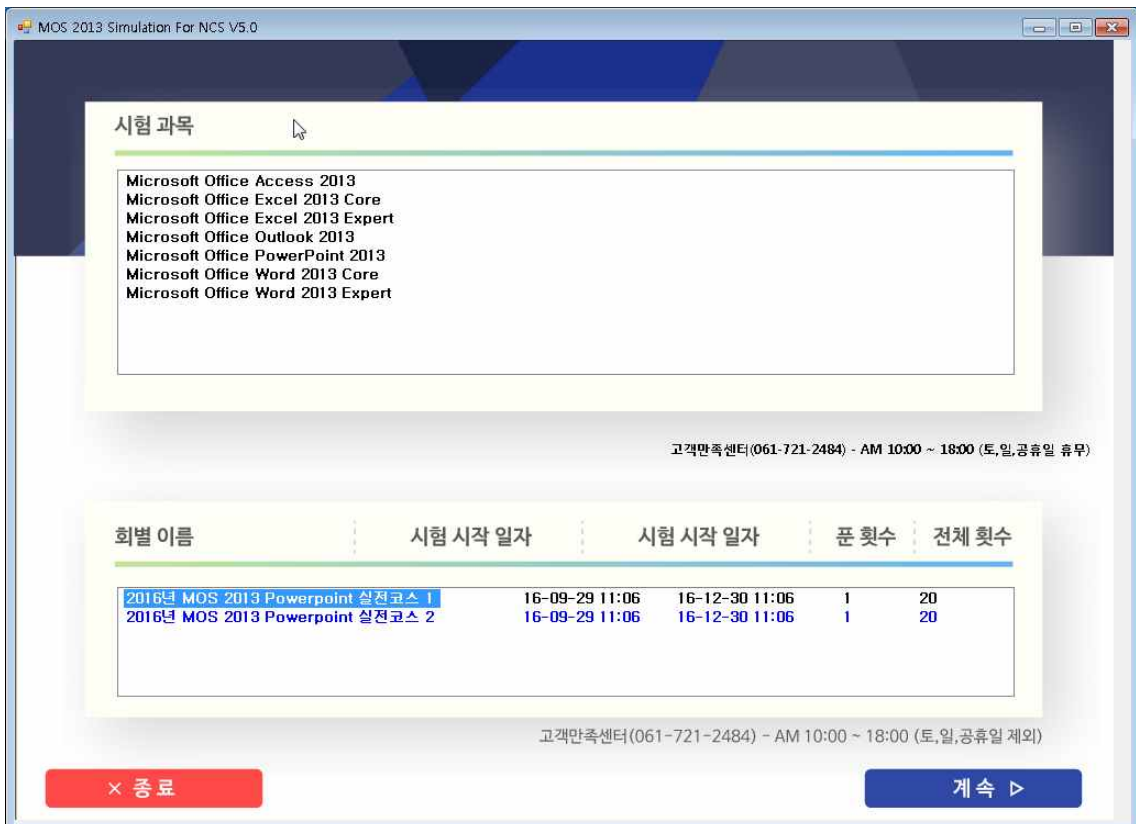 MOS 2013 Simulation For NCS V5.0
시험 과목
Microsoft Office Access 2013
Microsoft Office Excel 2013 Core
Microsoft Office Excel 2013 Expert
Microsoft Office Outlook 2013
Microsoft Office PowerPoint 2013
Microsoft Office Word 2013 Core
Microsoft Office Word 2013 Expert
고객만족센터(061-721-2484) - AM 10:00 ~ 18:00 (토,일,공휴일 휴무)
회별 이름 시험 시작 일자 시험 시작 일자 푼 횟수 전체 횟수
2016년 MOS 2013 Powerpoint 실전코스 1 16-09-29 11:06 16-12-30 11:06 1 20
2016년 MOS 2013 Powerpoint 실전코스 2 16-09-29 11:06 16-12-30 11:06 1 20
고객만족센터(061-721-2484) - AM 10:00 ~ 18:00 (토,일,공휴일 제외)
× 종료 계속 ▷